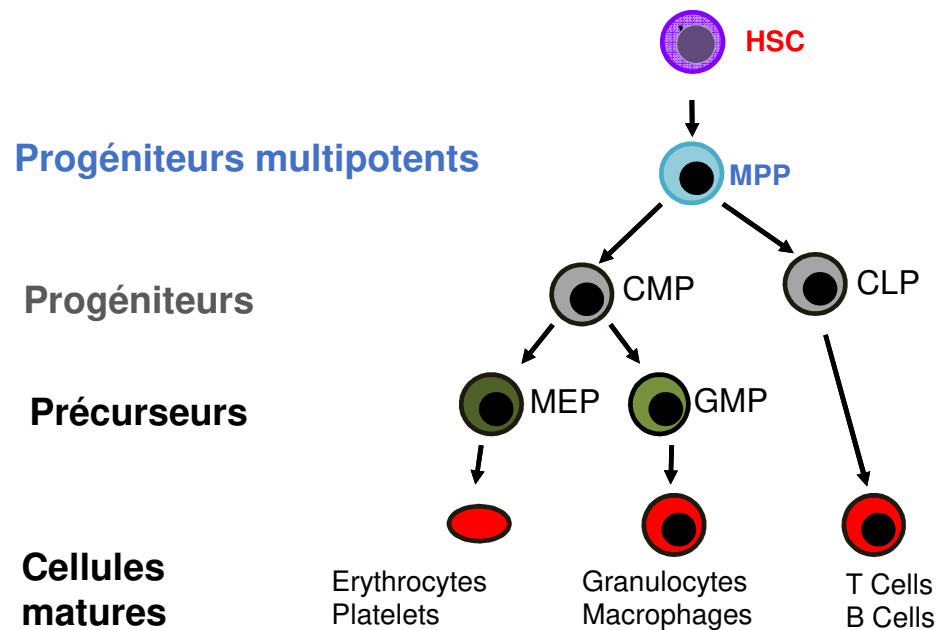 HSC
Progéniteurs multipotents
MPP
Progéniteurs
CMP
CLP
Précurseurs
MEP
GMP
Cellules
matures
Erythrocytes
Platelets
Granulocytes
Macrophages
T Cells
B Cells